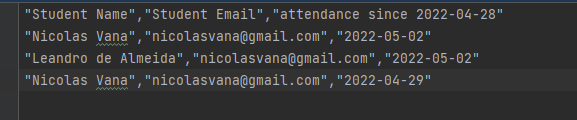 "Student Name","Student Email","attendance since 2022-04-28"
"Nicolas Vana","nicolasvana@gmail.com","2022-05-02"
"Leandro de Almeida","nicolasvana@gmail.com","2022-05-02"
"Nicolas Vana","nicolasvana@gmail.com","2022-04-29"